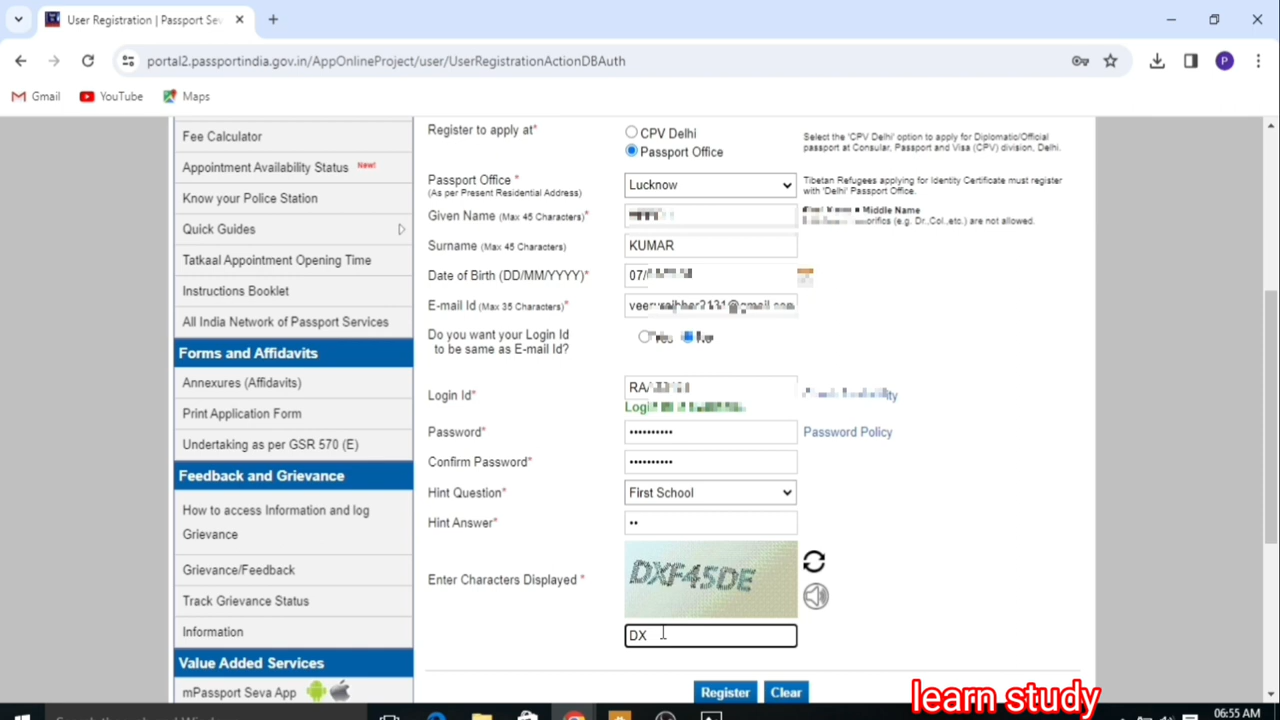 User Registration | Passport Se
portal2.passportindia.gov.in/AppOnlineProject/user/UserRegistrationActionDBAuth
P
Gmail
YouTube
Maps
Fee Calculator
Appointment Availability Status New!
Know your Police Station
Quick Guides
Tatkaal Appointment Opening Time
Instructions Booklet
All India Network of Passport Services
Forms and Affidavits
Annexures (Affidavits)
Print Application Form
Undertaking as per GSR 570 (E)
Feedback and Grievance
How to access Information and log
Grievance
Grievance/Feedback
Track Grievance Status
Information
Value Added Services
mPassport Seva App
Register to apply at*
CPV Delhi
Passport Office
Select the 'CPV Delhi' option to apply for Diplomatic/Official
passport at Consular, Passport and Visa (CPV) division, Delhi.
Passport Office *
(As per Present Residential Address)
Lucknow
Tibetan Refugees applying for Identity Certificate must register
with 'Delhi' Passport Office.
Given Name (Max 45 Characters)*
Middle Name
(e.g. Dr.,Col.,etc.) are not allowed.
Surname (Max 45 Characters)
KUMAR
Date of Birth (DD/MM/YYYY)*
07/
E-mail Id (Max 35 Characters)*
Do you want your Login Id
to be same as E-mail Id?
Login Id*
RA
Password*
••••••••••
Password Policy
Confirm Password*
••••••••••
Hint Question*
First School
Hint Answer*
••
Enter Characters Displayed *
DXF45DE
DX
Register
Clear
learn study
06:55 AM